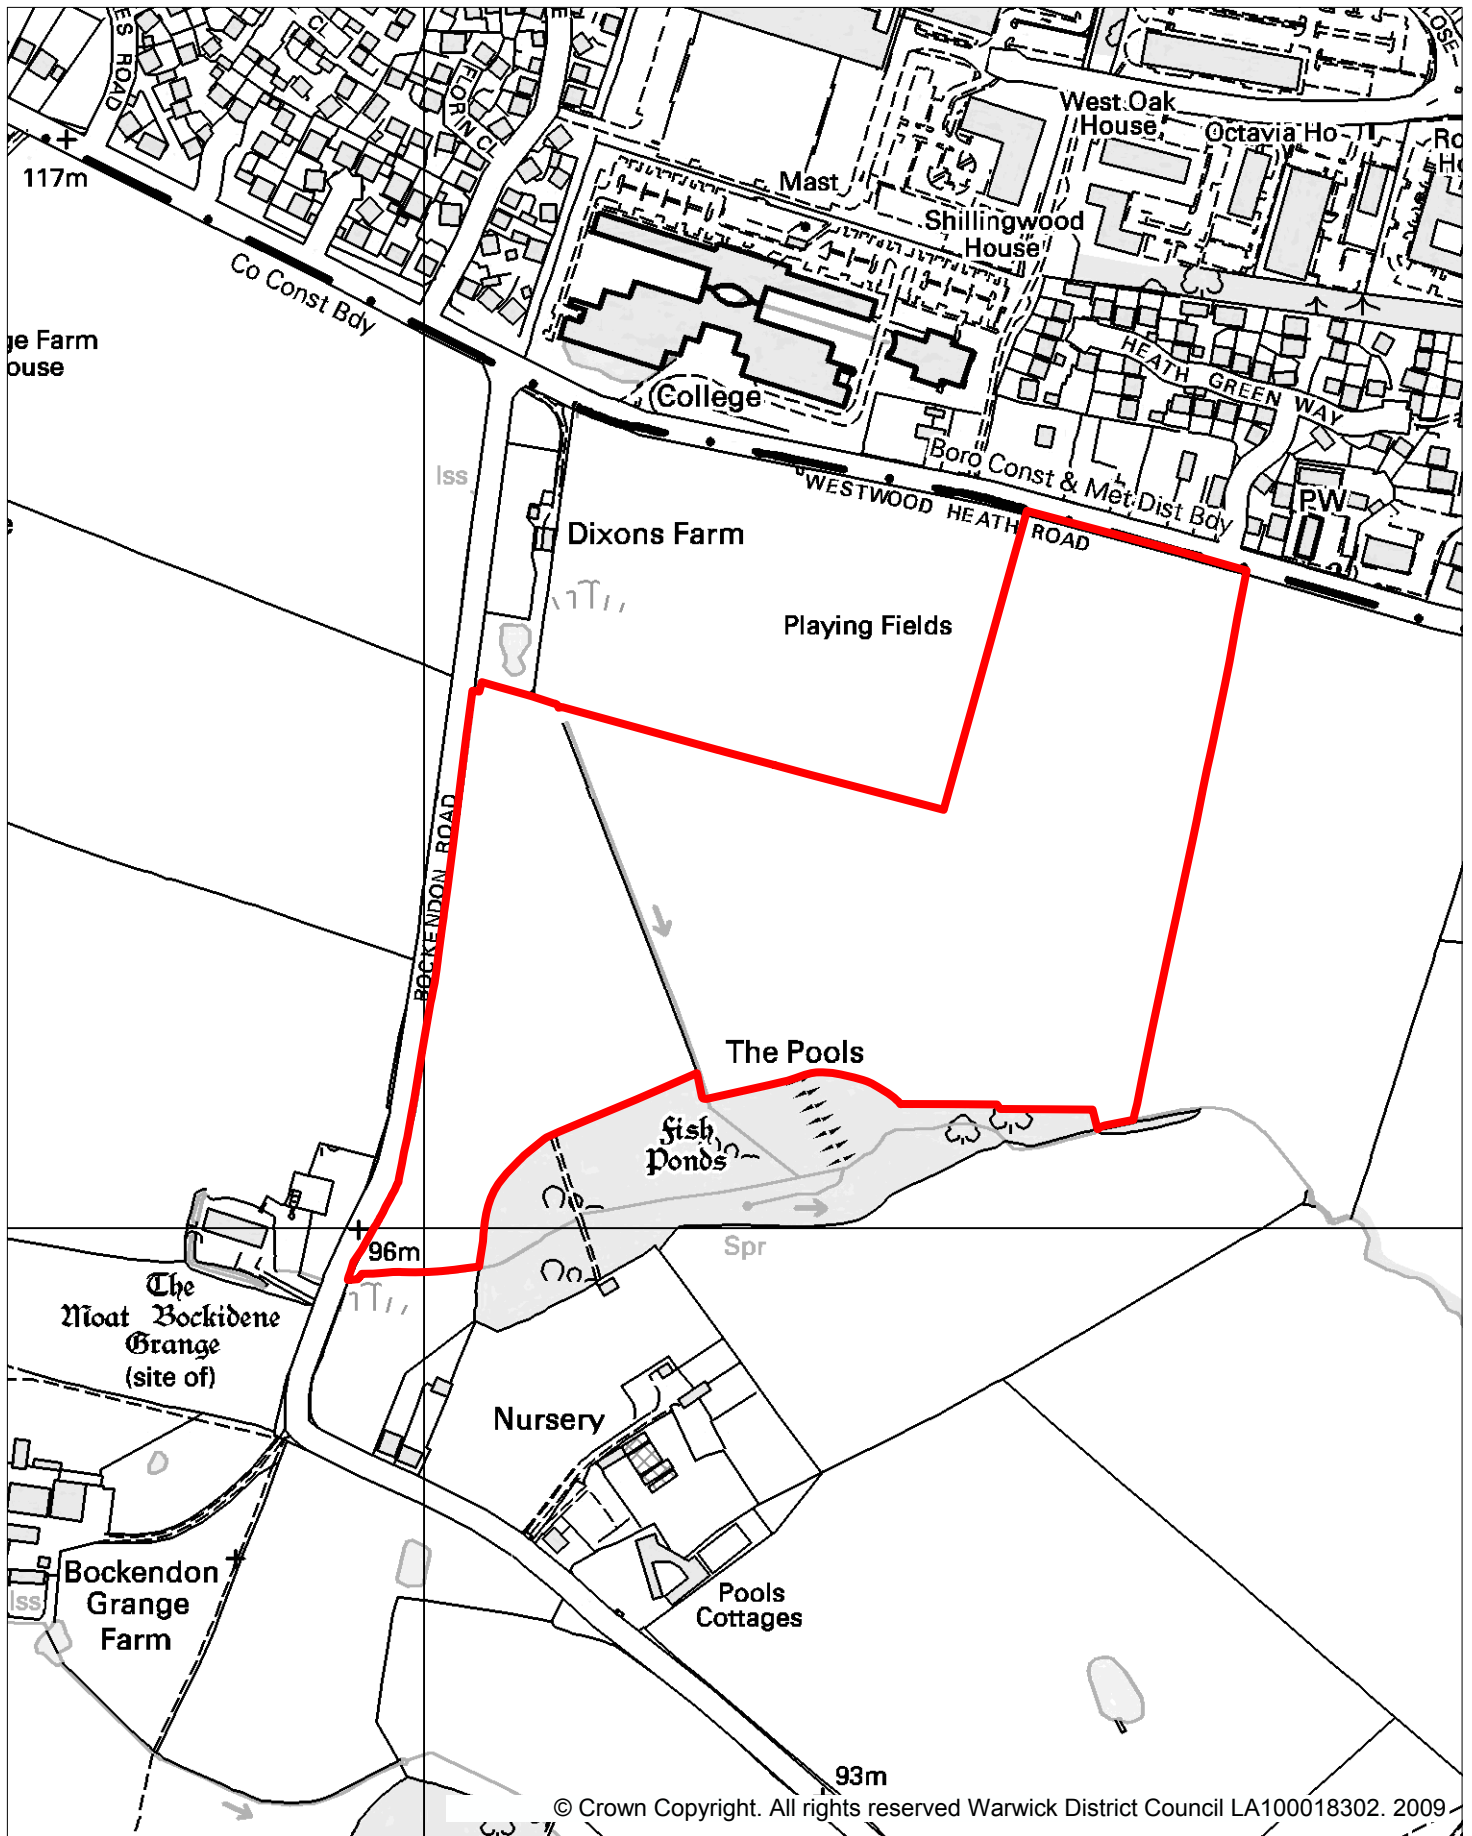 ES ROAD
CL
FLORIN CL
E
LOSE
West Oak
House
Octavia Ho
Ro
Ho
117m
Mast
Shillingwood
House
Co Const Bdy
ge Farm
ouse
HEATH GREEN WAY
College
Iss
Boro Const & Met Dist Bdy
WESTWOOD HEATH ROAD
PW
e
Dixons Farm
Playing Fields
BOCKENDON ROAD
The Pools
Fish
Ponds
96m
Spr
The
Moat Bockidene
Grange
(site of)
Nursery
Bockendon
Grange
Farm
Iss
Pools
Cottages
93m
© Crown Copyright. All rights reserved Warwick District Council LA100018302. 2009